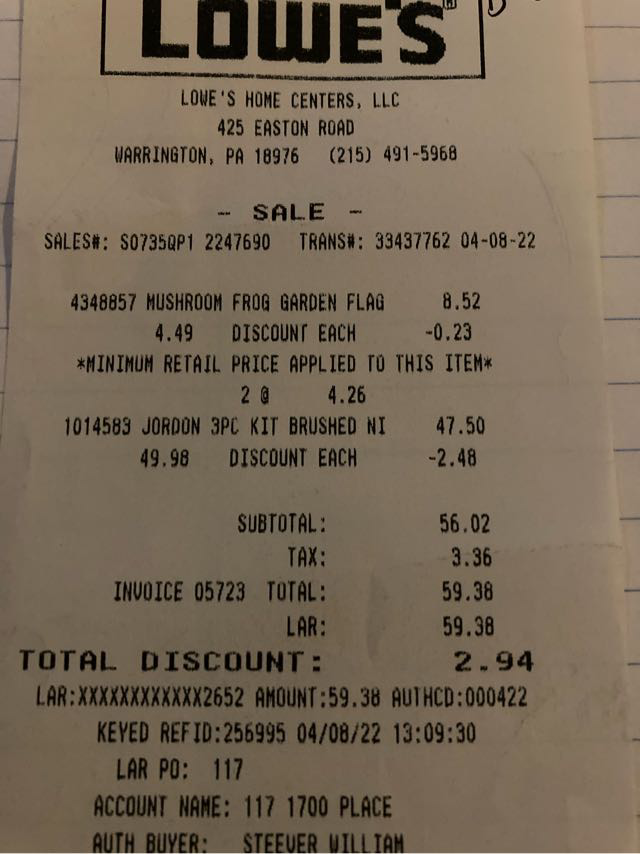 LOWE'S
LOWE'S HOME CENTERS, LLC
425 EASTON ROAD
WARRINGTON, PA 18976 (215) 491-5968
- SALE -
SALES#: S0735QP1 2247690 TRANS#: 33437762 04-08-22
4348857 MUSHROOM FROG GARDEN FLAG 8.52
4.49 DISCOUNT EACH -0.23
*MINIMUM RETAIL PRICE APPLIED TO THIS ITEM*
2 @ 4.26
1014583 JORDON 3PC KIT BRUSHED NI 47.50
49.98 DISCOUNT EACH -2.48
SUBTOTAL: 56.02
TAX: 3.36
INVOICE 05723 TOTAL: 59.38
LAR: 59.38
TOTAL DISCOUNT: 2.94
LAR:XXXXXXXXXXXX2652 AMOUNT:59.38 AUTHCD:000422
KEYED REFID:256995 04/08/22 13:09:30
LAR PO: 117
ACCOUNT NAME: 117 1700 PLACE
AUTH BUYER: STEEVER WILLIAM